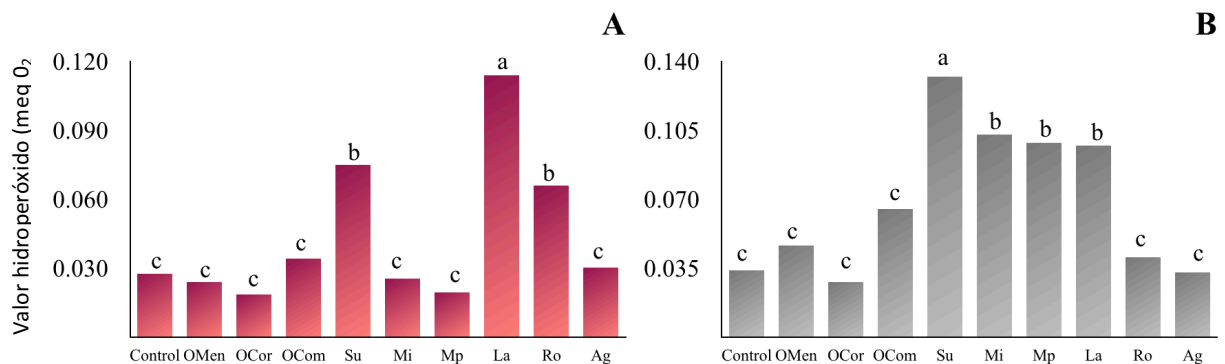 A
B
Valor hidroperóxido (meq 0₂
0.120
0.090
0.060
0.030
c
c
c
c
b
c
c
a
b
c
Control OMen OCor OCom Su Mi Mp La Ro Ag
0.140
0.105
0.070
0.035
c
c
c
c
a
b
b
b
c
c
Control OMen OCor OCom Su Mi Mp La Ro Ag